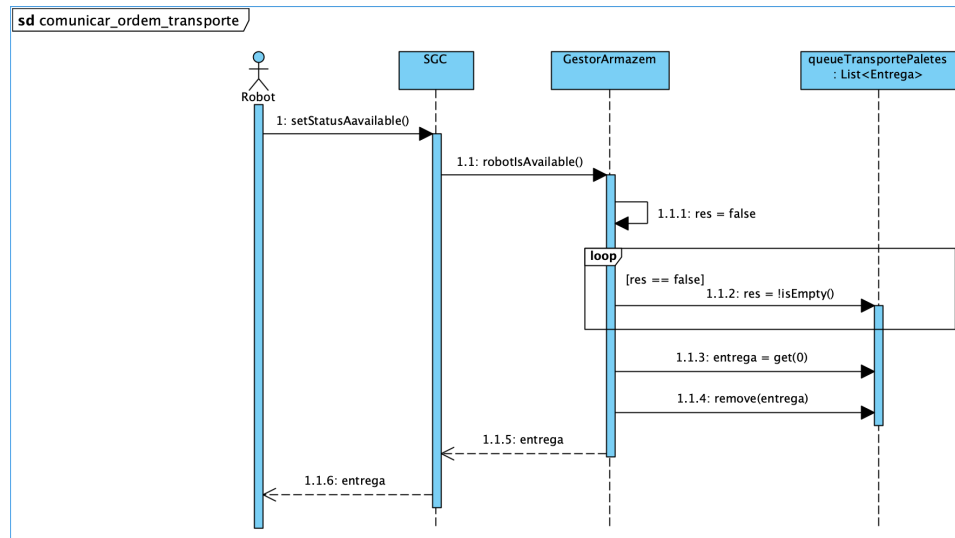 sd comunicar_ordem_transporte
SGC
GestorArmazem
queueTransportePaletes
: List<Entrega>
Robot
1: setStatusAavailable()
1.1: robotIsAvailable()
1.1.1: res = false
loop
[res == false]
1.1.2: res = !isEmpty()
1.1.3: entrega = get(0)
1.1.4: remove(entrega)
1.1.5: entrega
1.1.6: entrega